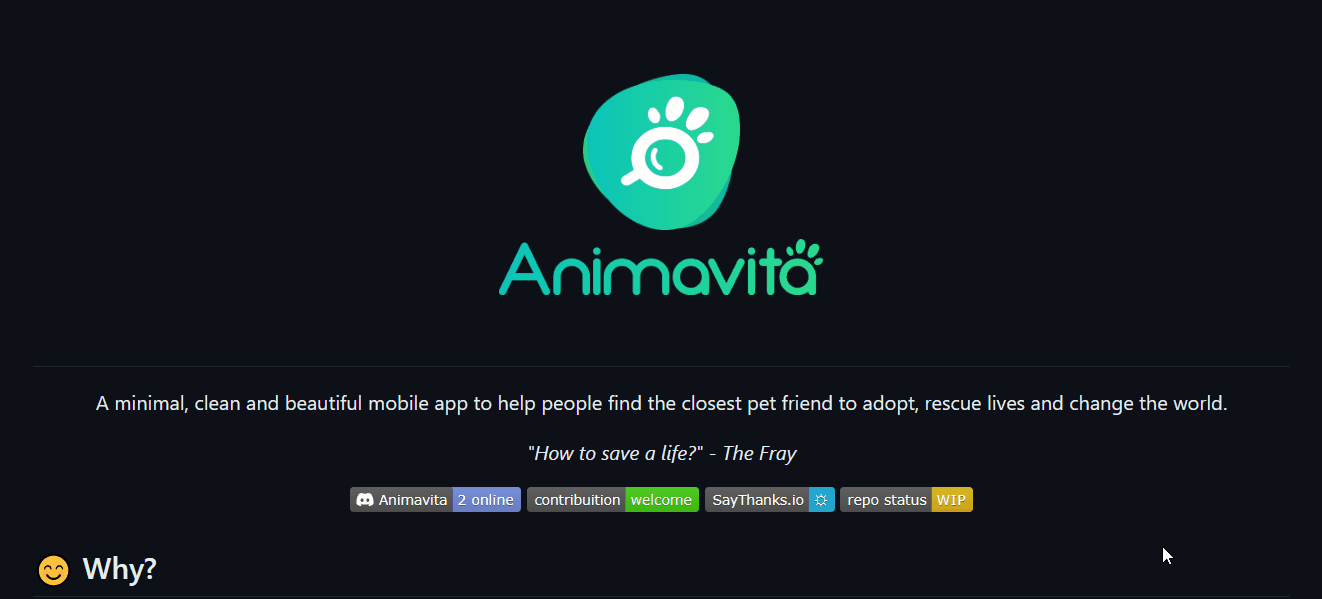 Animavita
A minimal, clean and beautiful mobile app to help people find the closest pet friend to adopt, rescue lives and change the world.
"How to save a life?" - The Fray
Animavita 2 online contribuition welcome SayThanks.io ☼ repo status WIP
😊 Why?